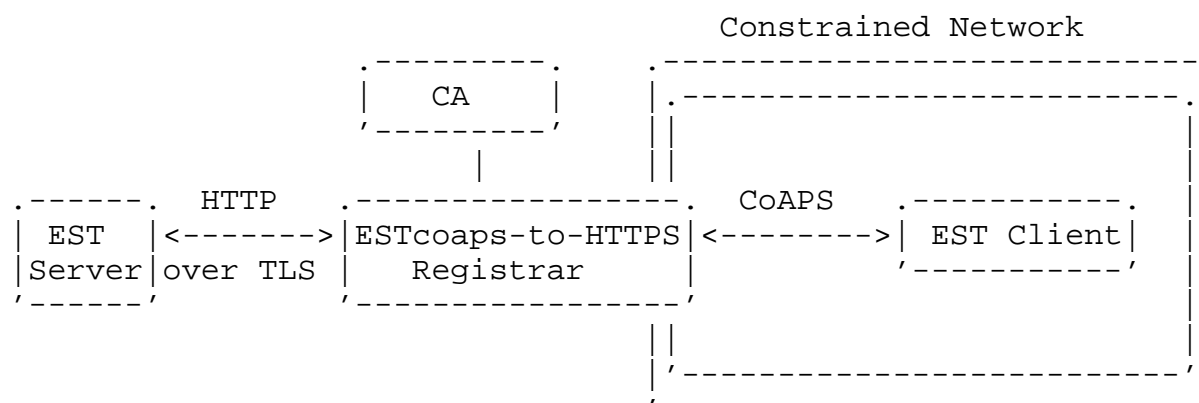 Constrained Network
.---------. .----------------------------
| CA | |.--------------------------.
'---------' || |
| || |
.------. HTTP .-----------------. CoAPS .-----------. |
| EST |<------->|ESTcoaps-to-HTTPS|<-------->| EST Client| |
|Server|over TLS | Registrar | '-----------' |
'------' '-----------------' |
|| |
|'--------------------------'